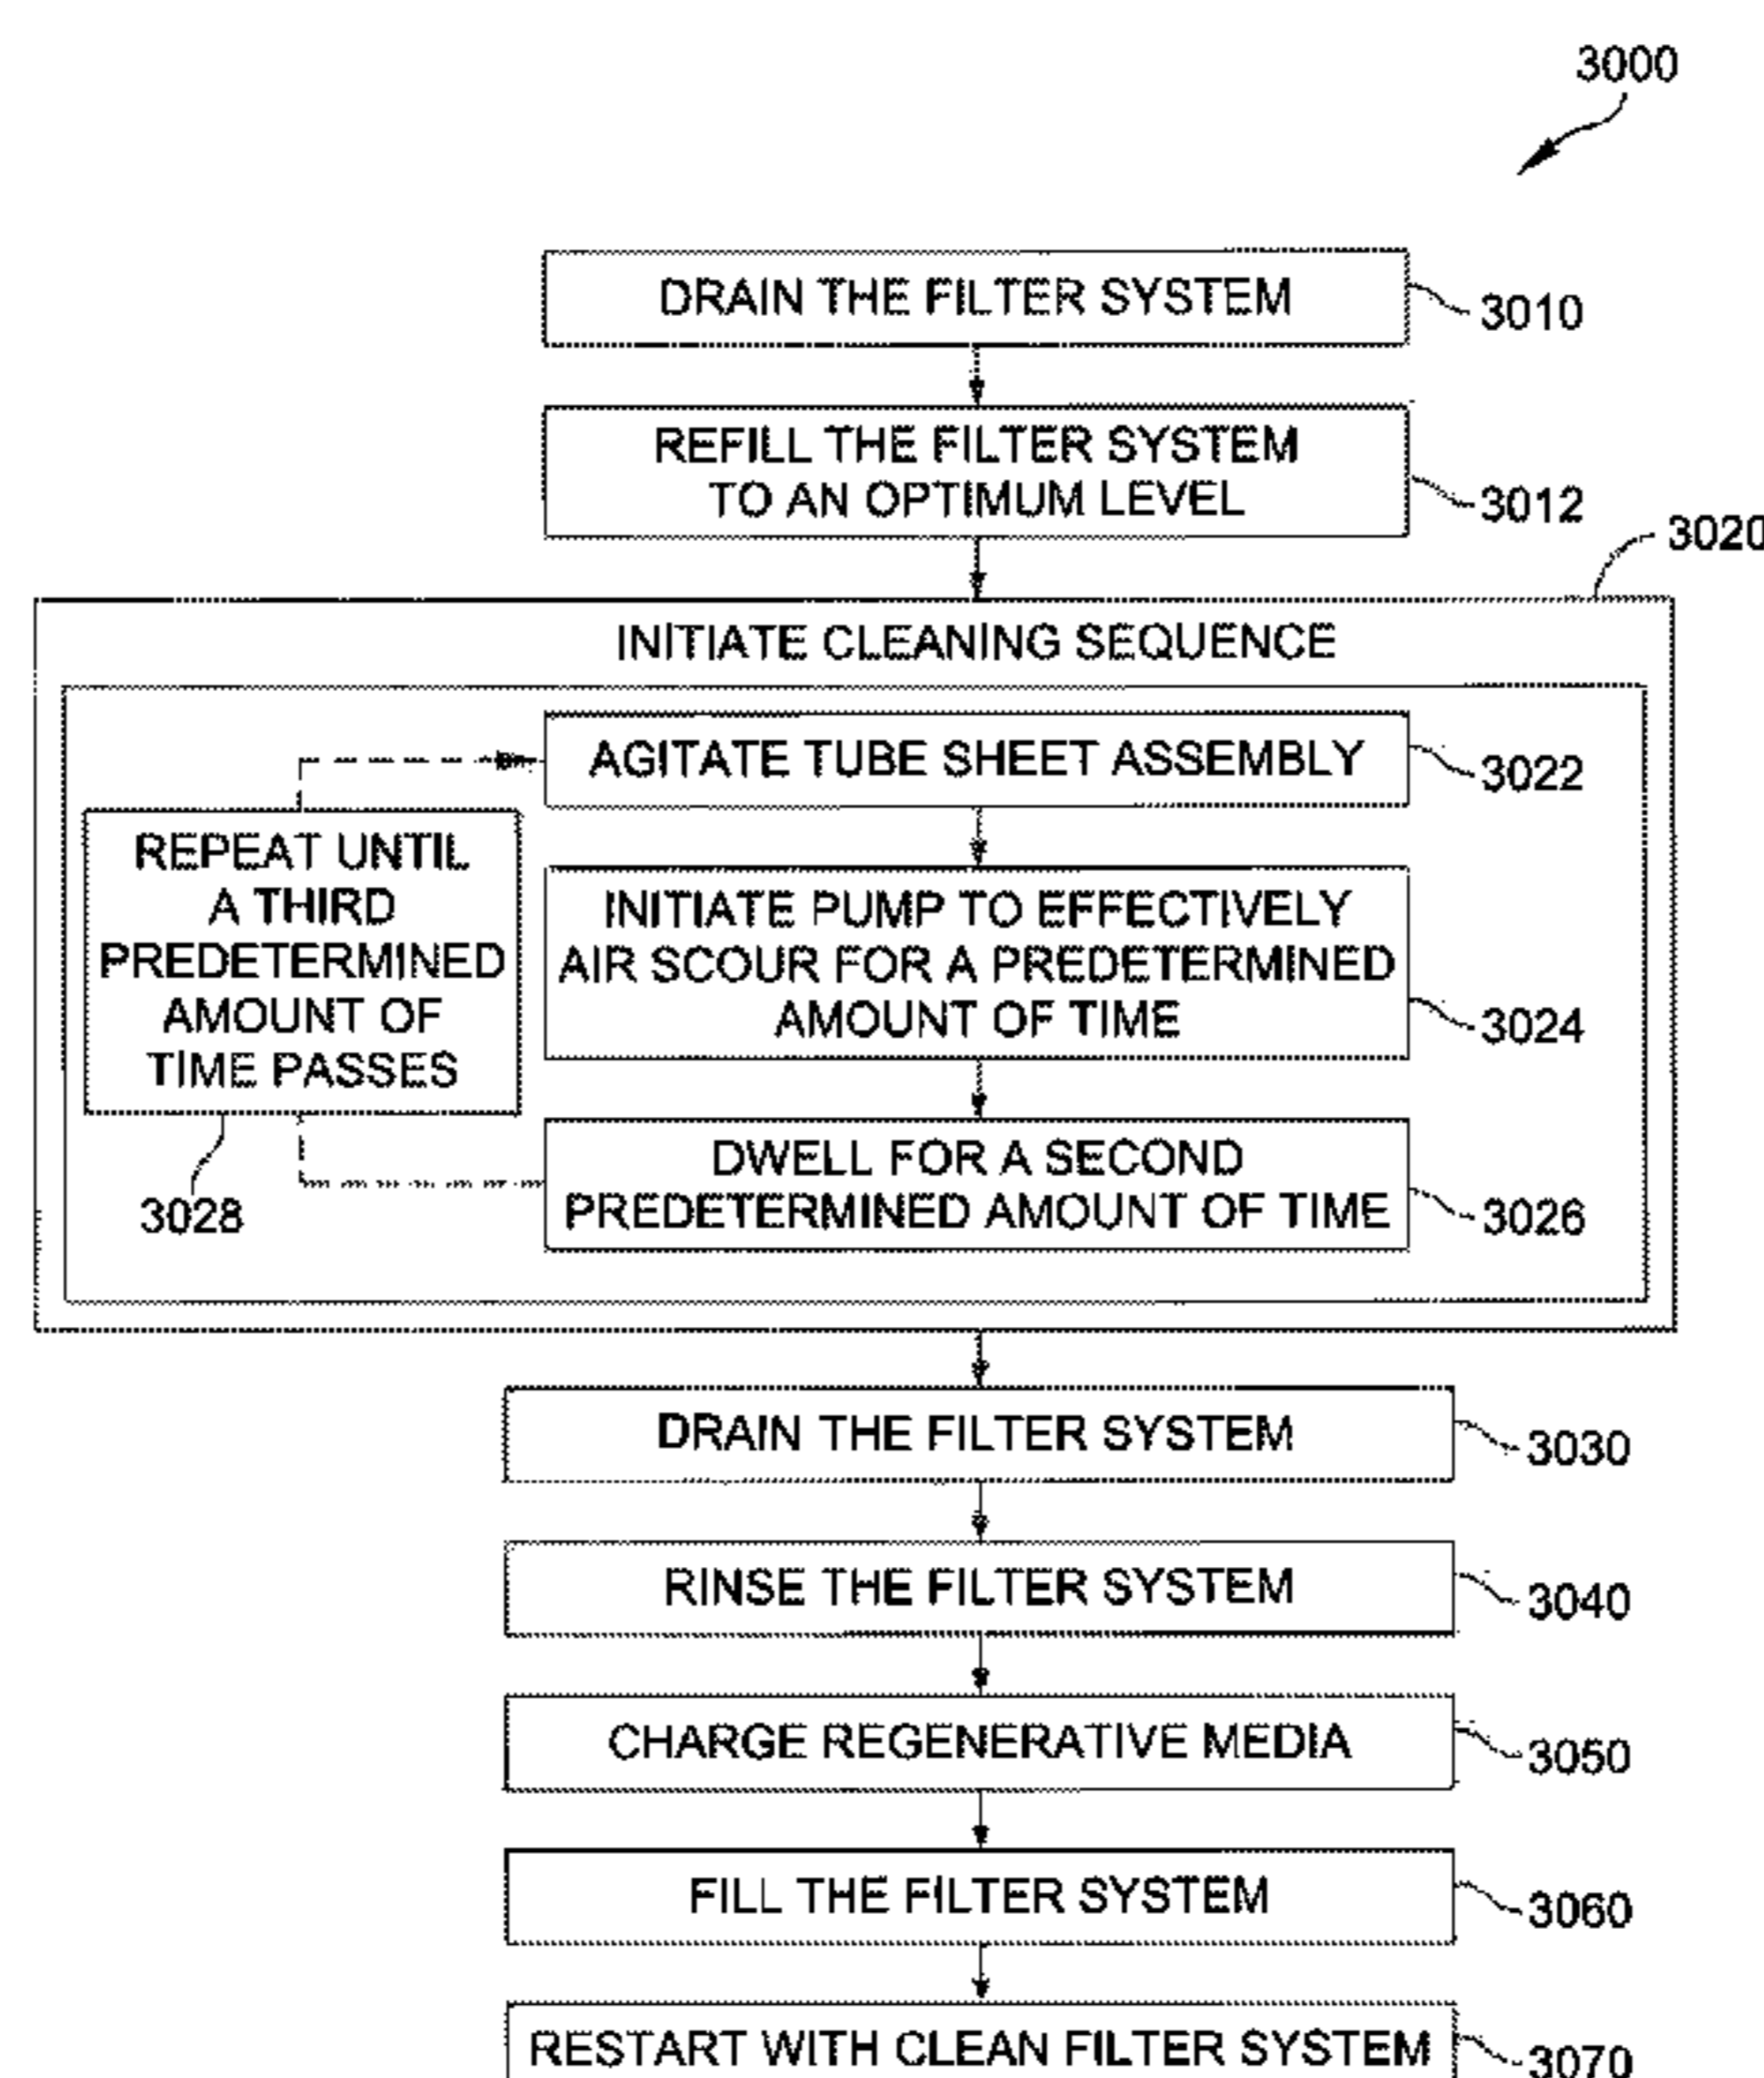 3000
DRAIN THE FILTER SYSTEM
3010
REFILL THE FILTER SYSTEM
TO AN OPTIMUM LEVEL
3012
3020
INITIATE CLEANING SEQUENCE
AGITATE TUBE SHEET ASSEMBLY
3022
REPEAT UNTIL
A THIRD
PREDETERMINED
AMOUNT OF
TIME PASSES
3028
INITIATE PUMP TO EFFECTIVELY
AIR SCOUR FOR A PREDETERMINED
AMOUNT OF TIME
3024
DWELL FOR A SECOND
PREDETERMINED AMOUNT OF TIME
3026
DRAIN THE FILTER SYSTEM
3030
RINSE THE FILTER SYSTEM
3040
CHARGE REGENERATIVE MEDIA
3050
FILL THE FILTER SYSTEM
3060
RESTART WITH CLEAN FILTER SYSTEM
3070